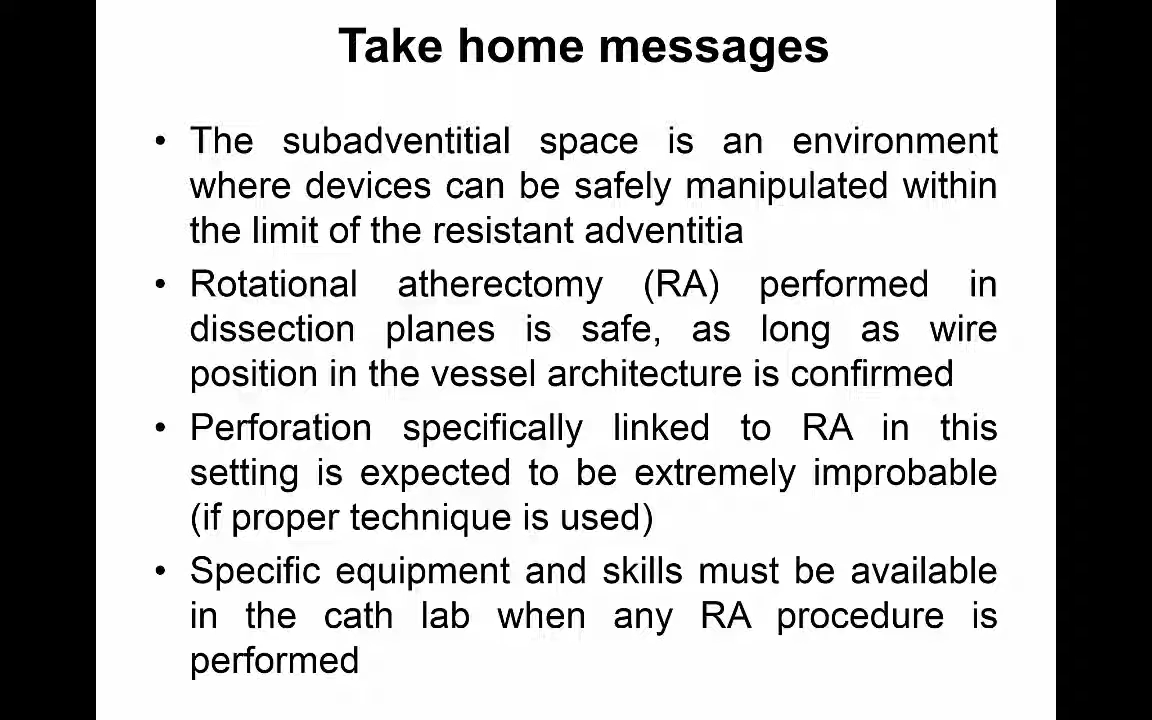 Take home messages
• The subadventitial space is an environment
where devices can be safely manipulated within
the limit of the resistant adventitia
• Rotational atherectomy (RA) performed in
dissection planes is safe, as long as wire
position in the vessel architecture is confirmed
• Perforation specifically linked to RA in this
setting is expected to be extremely improbable
(if proper technique is used)
• Specific equipment and skills must be available
in the cath lab when any RA procedure is
performed